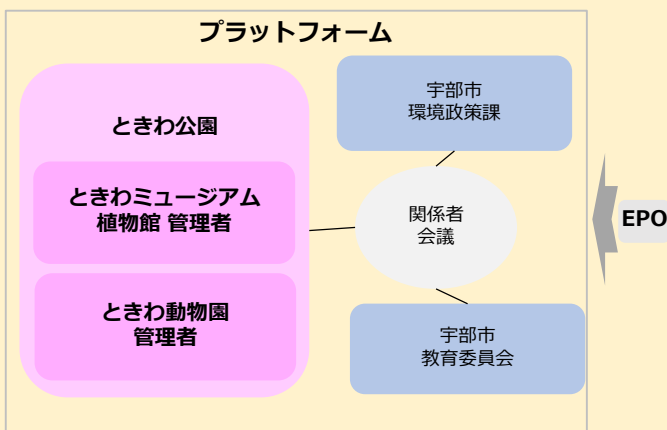 プラットフォーム
ときわ公園
ときわミュージアム
植物館 管理者
ときわ動物園
管理者
宇部市
環境政策課
関係者
会議
宇部市
教育委員会
EPO